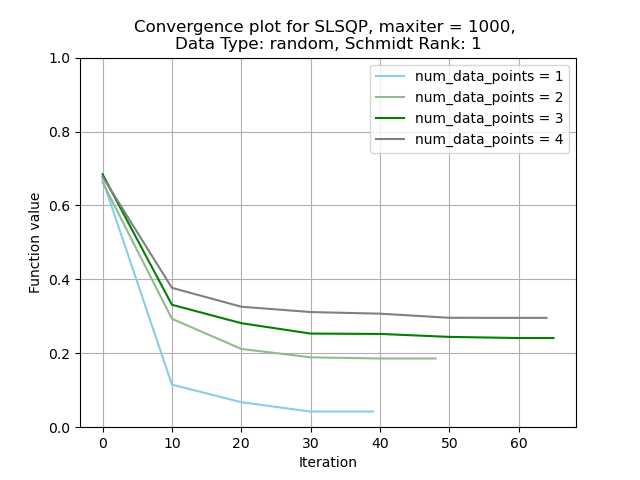 Convergence plot for SLSQP, maxiter = 1000,
Data Type: random, Schmidt Rank: 1
num_data_points = 1
num_data_points = 2
num_data_points = 3
num_data_points = 4
Function value
1.0
0.8
0.6
0.4
0.2
0.0
0 10 20 30 40 50 60
Iteration